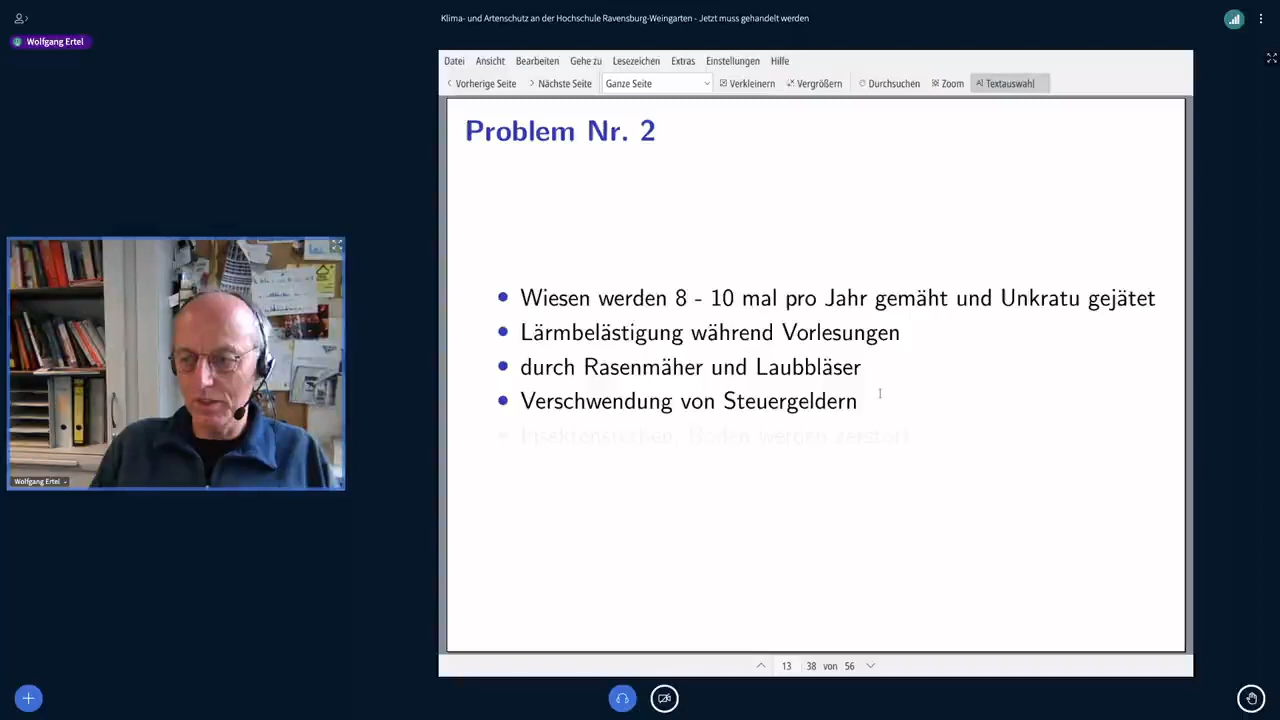 Klima- und Artenschutz an der Hochschule Ravensburg-Weingarten - Jetzt muss gehandelt werden
Wolfgang Ertel
Datei Ansicht Bearbeiten Gehe zu Lesezeichen Extras Einstellungen Hilfe
Vorherige Seite Nächste Seite Ganze Seite Verkleinern Vergrößern Durchsuchen Zoom Textauswahl
Problem Nr. 2
• Wiesen werden 8 - 10 mal pro Jahr gemäht und Unkratu gejätet
• Lärmbelästigung während Vorlesungen
• durch Rasenmäher und Laubbläser
• Verschwendung von Steuergeldern
werden zerstört
Wolfgang Ertel
13 38 von 56